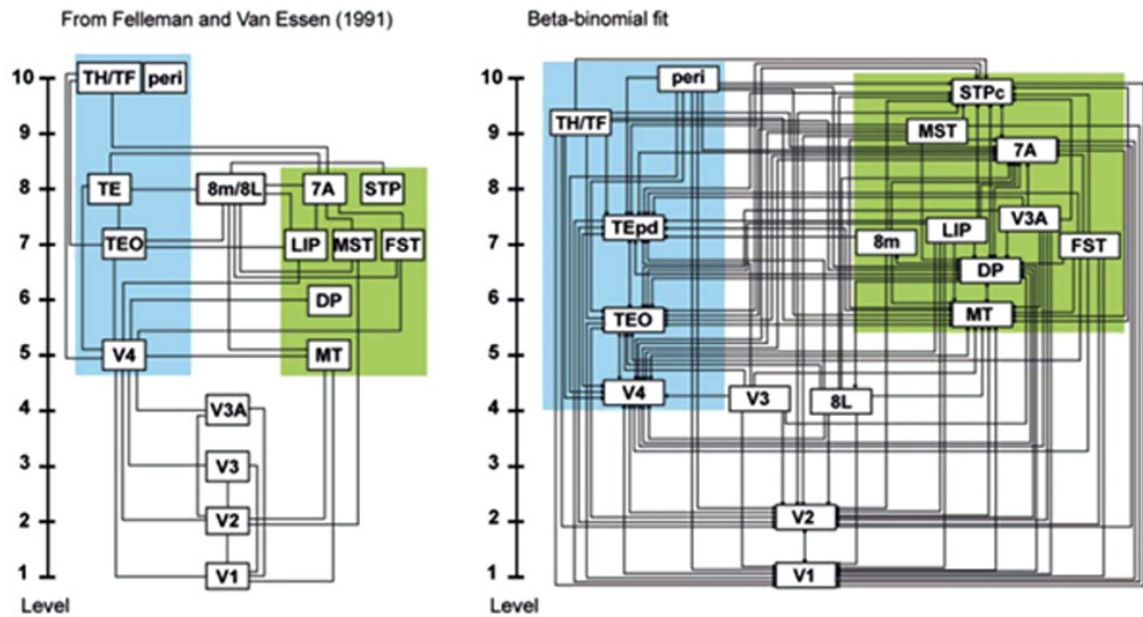 From Felleman and Van Essen (1991)
10
9
8
7
6
5
4
3
2
1
Level
TH/TF peri
TE 8m/8L 7A STP
TEO LIP MST FST
DP
V4 MT
V3A
V3
V2
V1
Beta-binomial fit
10
9
8
7
6
5
4
3
2
1
Level
peri STPc
TH/TF MST
7A
TEpd LIP V3A
8m FST
DP
TEO MT
V4 V3 8L
V2
V1